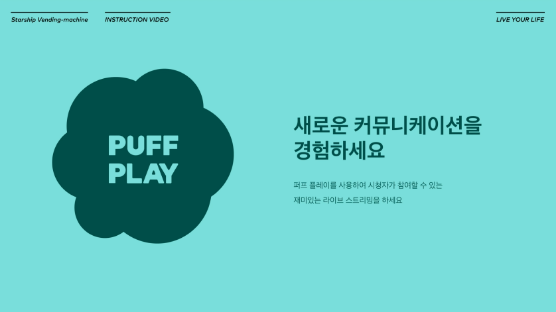 Starship Vending-machine
INSTRUCTION VIDEO
LIVE YOUR LIFE
PUFF
PLAY
새로운 커뮤니케이션을
경험하세요
퍼프 플레이를 사용하여 시청자가 참여할 수 있는
재미있는 라이브 스트리밍을 하세요